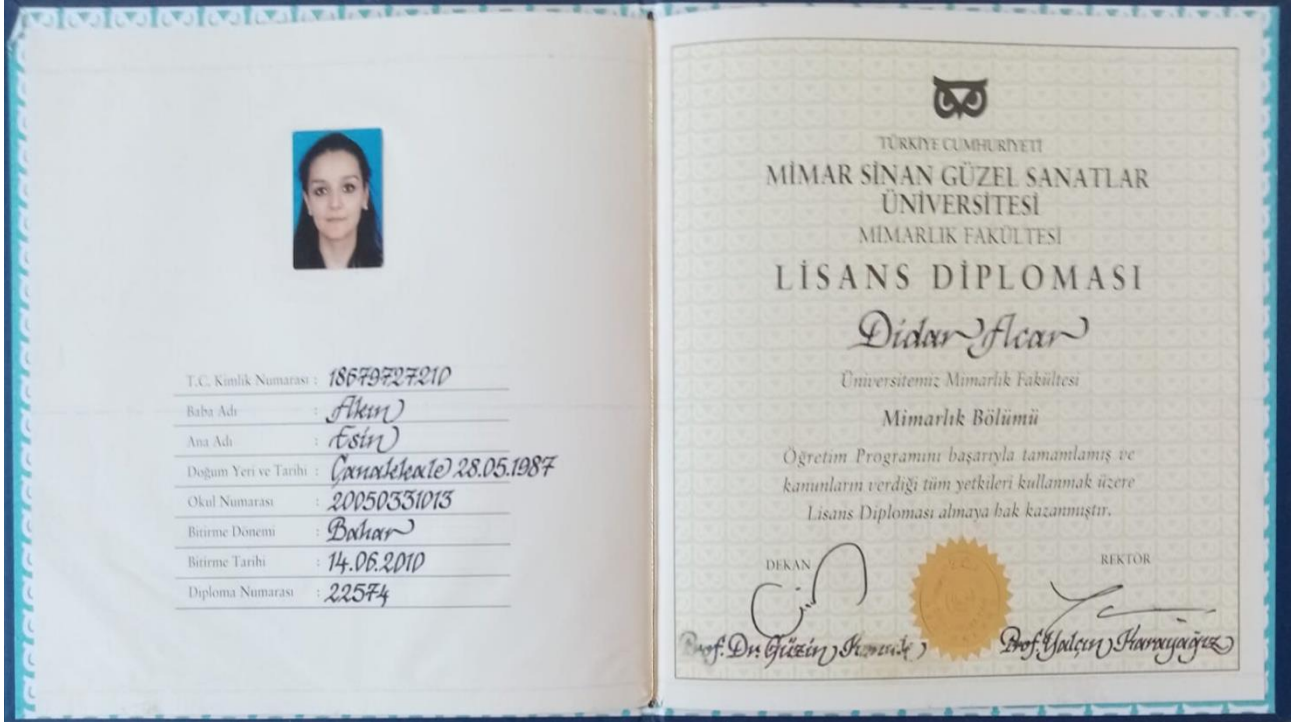 T.C. Kimlik Numarası : 18679727210
Baba Adı : Akın
Ana Adı : Esin
Doğum Yeri ve Tarihi : Çanakkale 28.05.1987
Okul Numarası : 20050331013
Bitirme Dönemi : Bahar
Bitirme Tarihi : 14.06.2010
Diploma Numarası : 22574
TÜRKİYE CUMHURİYETİ
MİMAR SİNAN GÜZEL SANATLAR
ÜNİVERSİTESİ
MİMARLIK FAKÜLTESİ
LİSANS DİPLOMASI
Didar Acar
Üniversitemiz Mimarlık Fakültesi
Mimarlık Bölümü
Öğretim Programını başarıyla tamamlamış ve
kanunların verdiği tüm yetkileri kullanmak üzere
Lisans Diploması almaya hak kazanmıştır.
DEKAN
Prof. Dr. Güzin
REKTÖR
Prof. Yalçın Karayağız